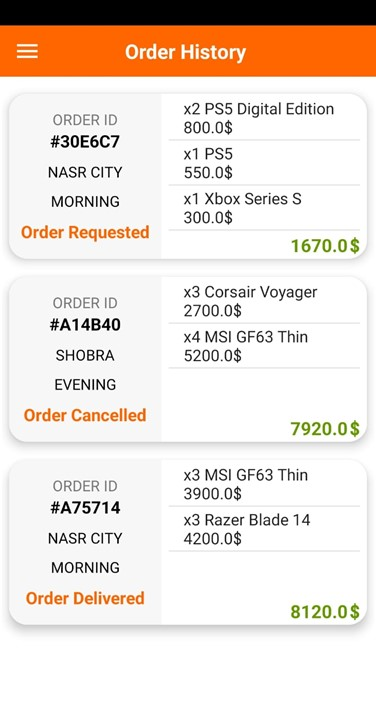 Order History
ORDER ID
#30E6C7
NASR CITY
MORNING
Order Requested
x2 PS5 Digital Edition
800.0$
x1 PS5
550.0$
x1 Xbox Series S
300.0$
1670.0$
ORDER ID
#A14B40
SHOBRA
EVENING
Order Cancelled
x3 Corsair Voyager
2700.0$
x4 MSI GF63 Thin
5200.0$
7920.0$
ORDER ID
#A75714
NASR CITY
MORNING
Order Delivered
x3 MSI GF63 Thin
3900.0$
x3 Razer Blade 14
4200.0$
8120.0$